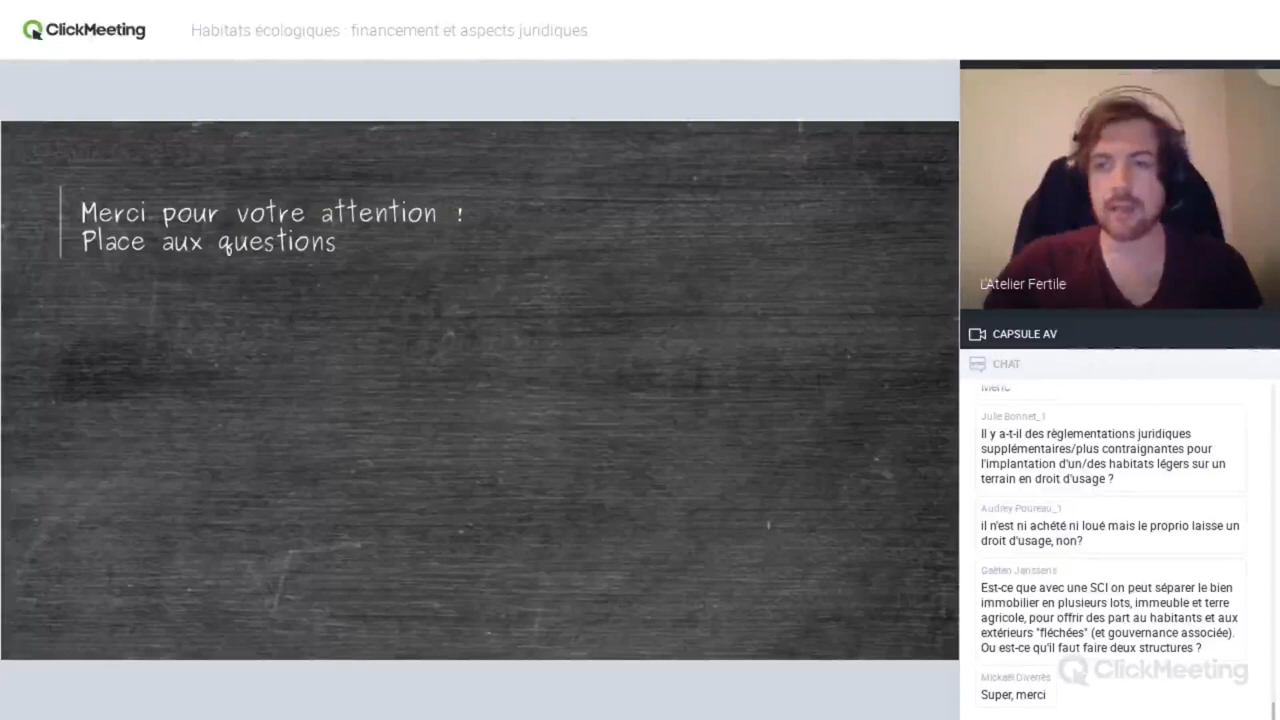 ClickMeeting
Habitats écologiques : financement et aspects juridiques
Merci pour votre attention !
Place aux questions
L'Atelier Fertile
CAPSULE AV
CHAT
Julie Bonnet_1
Il y a-t-il des règlementations juridiques
supplémentaires/plus contraignantes pour
l'implantation d'un/des habitats légers sur un
terrain en droit d'usage ?
Audrey Poureau_1
il n'est ni achété ni loué mais le proprio laisse un
droit d'usage, non?
Gaëtan Janssens
Est-ce que avec une SCI on peut séparer le bien
immobilier en plusieurs lots, immeuble et terre
agricole, pour offrir des part au habitants et aux
extérieurs "fléchées" (et gouvernance associée).
Ou est-ce qu'il faut faire deux structures ?
ClickMeeting
Mickaël Diverrès
Super, merci